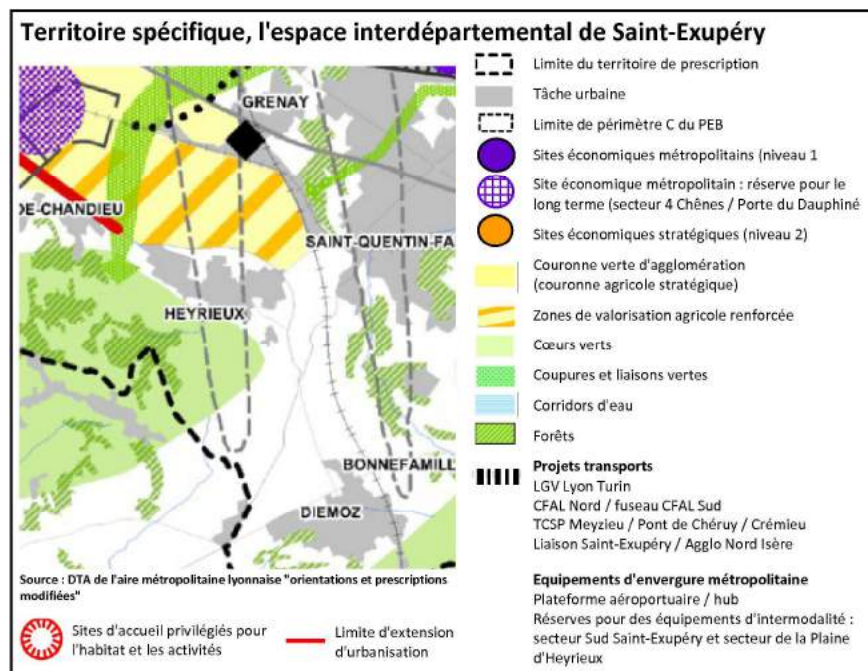 Territoire spécifique, l'espace interdépartemental de Saint-Exupéry
GRENAY
DE-CHANDIEU
SAINT-QUENTIN-FA
HEYRIEUX
BONNEFAMILL
DIEMOZ
Source : DTA de l'aire métropolitaine lyonnaise "orientations et prescriptions
modifiées"
Sites d'accueil privilégiés pour
l'habitat et les activités
Limite d'extension
d'urbanisation
Limite du territoire de prescription
Tâche urbaine
Limite de périmètre C du PEB
Sites économiques métropolitains (niveau 1
Site économique métropolitain : réserve pour le
long terme (secteur 4 Chênes / Porte du Dauphiné
Sites économiques stratégiques (niveau 2)
Couronne verte d'agglomération
(couronne agricole stratégique)
Zones de valorisation agricole renforcée
Cœurs verts
Coupures et liaisons vertes
Corridors d'eau
Forêts
Projets transports
LGV Lyon Turin
CFAL Nord / fuseau CFAL Sud
TCSP Meyzieu / Pont de Chéruy / Crémieu
Liaison Saint-Exupéry / Agglo Nord Isère
Equipements d'envergure métropolitaine
Plateforme aéroportuaire / hub
Réserves pour des équipements d'intermodalité :
secteur Sud Saint-Exupéry et secteur de la Plaine
d'Heyrieux